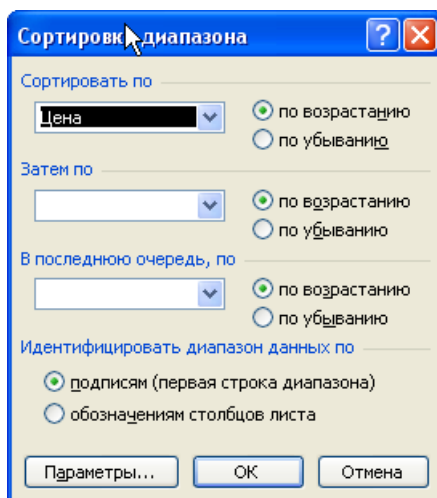 Сортировка диапазона
Сортировать по
Цена
по возрастанию
по убыванию
Затем по
по возрастанию
по убыванию
В последнюю очередь, по
по возрастанию
по убыванию
Идентифицировать диапазон данных по
подписям (первая строка диапазона)
обозначениям столбцов листа
Параметры... ОК Отмена